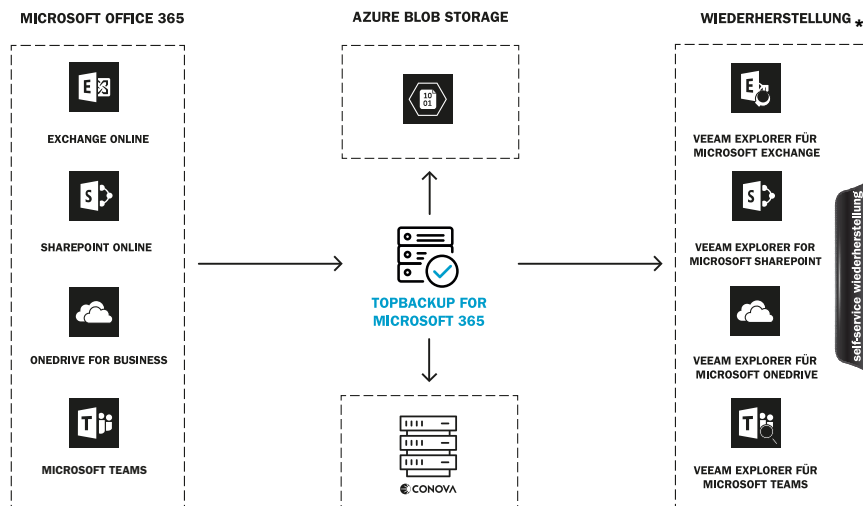 MICROSOFT OFFICE 365
EXCHANGE ONLINE
SHAREPOINT ONLINE
ONEDRIVE FOR BUSINESS
MICROSOFT TEAMS
AZURE BLOB STORAGE
10
01
TOPBACKUP FOR
MICROSOFT 365
CONOVA
WIEDERHERSTELLUNG *
VEEAM EXPLORER FÜR
MICROSOFT EXCHANGE
VEEAM EXPLORER FOR
MICROSOFT SHAREPOINT
VEEAM EXPLORER FÜR
MICROSOFT ONEDRIVE
VEEAM EXPLORER FÜR
MICROSOFT TEAMS
self-service wiederherstellung
E
S
T
E
S
T